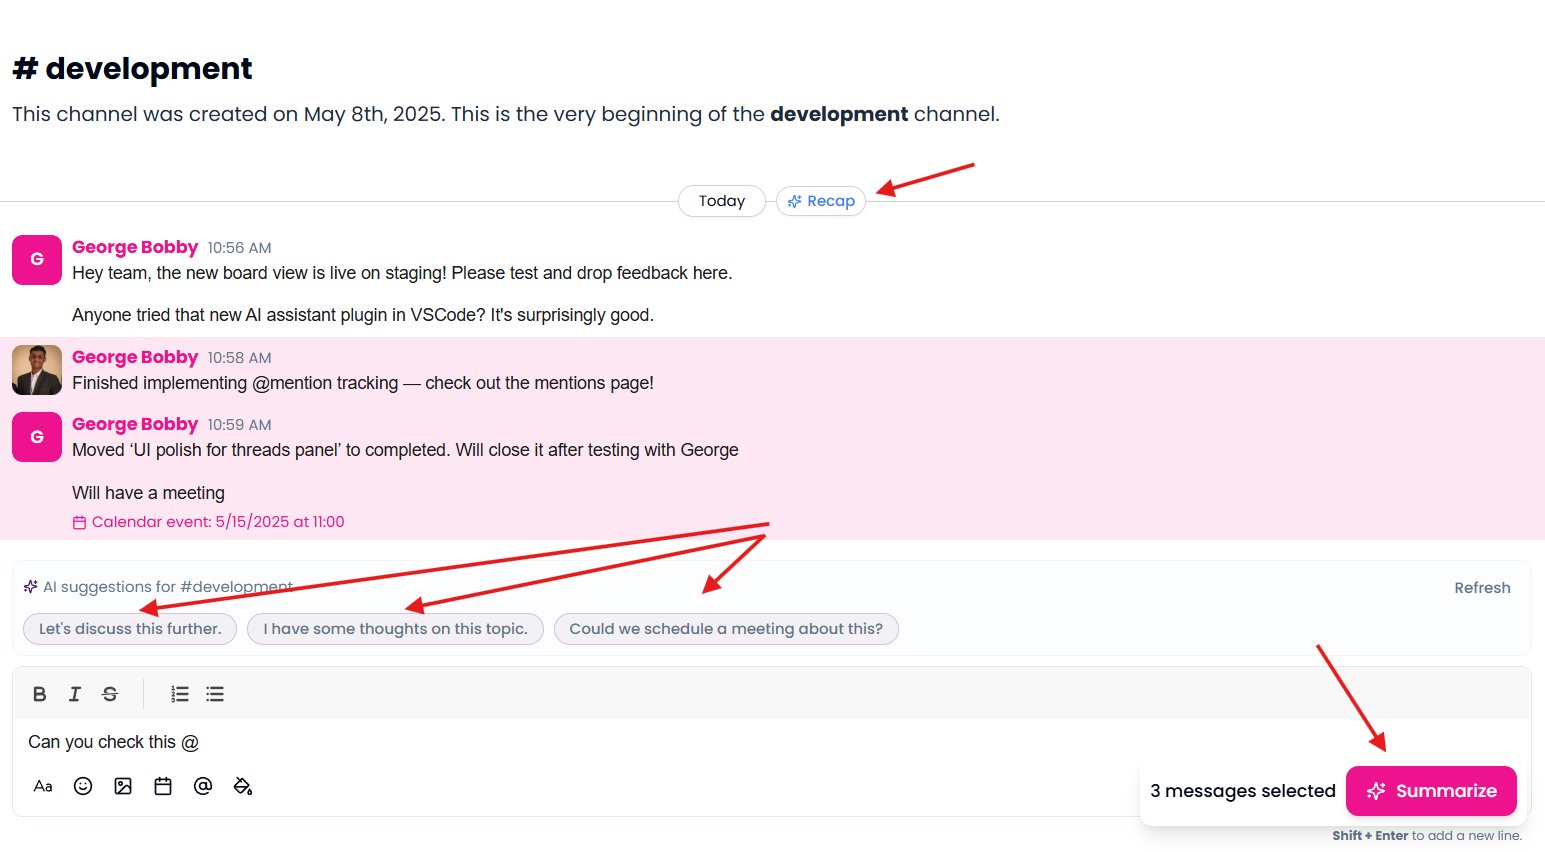 # development
This channel was created on May 8th, 2025. This is the very beginning of the development channel.
Today
Recap
G
George Bobby 10:56 AM
Hey team, the new board view is live on staging! Please test and drop feedback here.
Anyone tried that new AI assistant plugin in VSCode? It's surprisingly good.
George Bobby 10:58 AM
Finished implementing @mention tracking — check out the mentions page!
G
George Bobby 10:59 AM
Moved ‘UI polish for threads panel’ to completed. Will close it after testing with George
Will have a meeting
Calendar event: 5/15/2025 at 11:00
AI suggestions for #development
Refresh
Let's discuss this further.
I have some thoughts on this topic.
Could we schedule a meeting about this?
B I S
Can you check this @
Aa
3 messages selected
Summarize
Shift + Enter to add a new line.